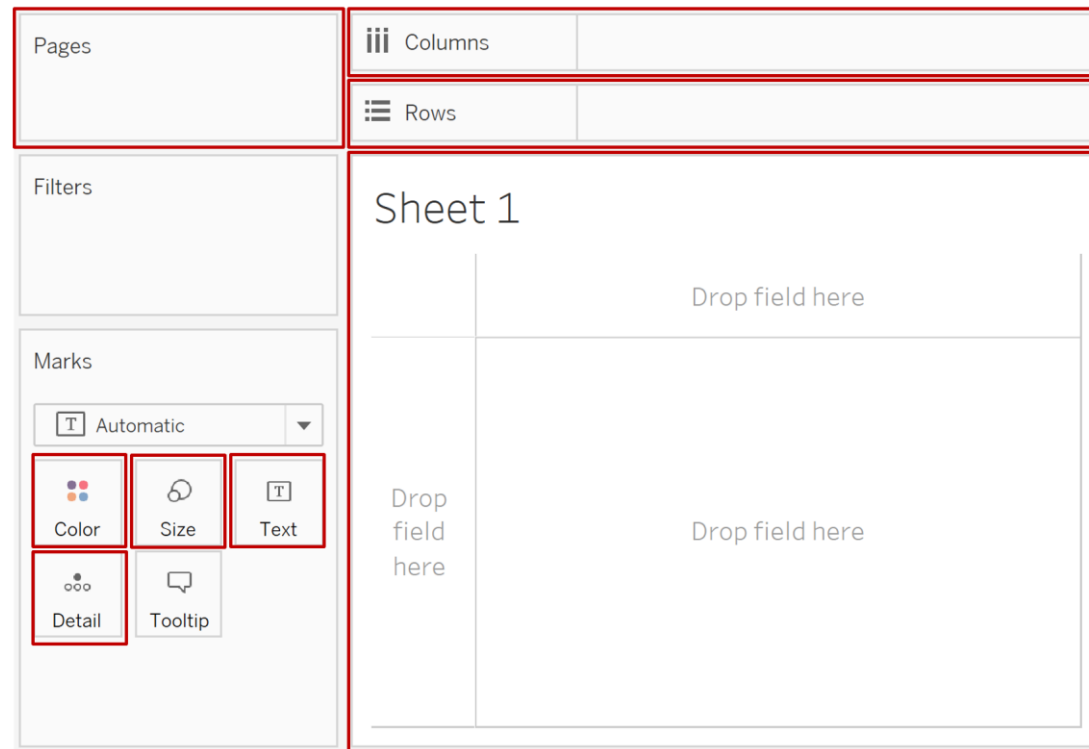 Pages
Columns
Rows
Filters
Sheet 1
Drop field here
Marks
T Automatic
T
Color
Size
Text
Drop
field
here
Drop field here
Detail
Tooltip